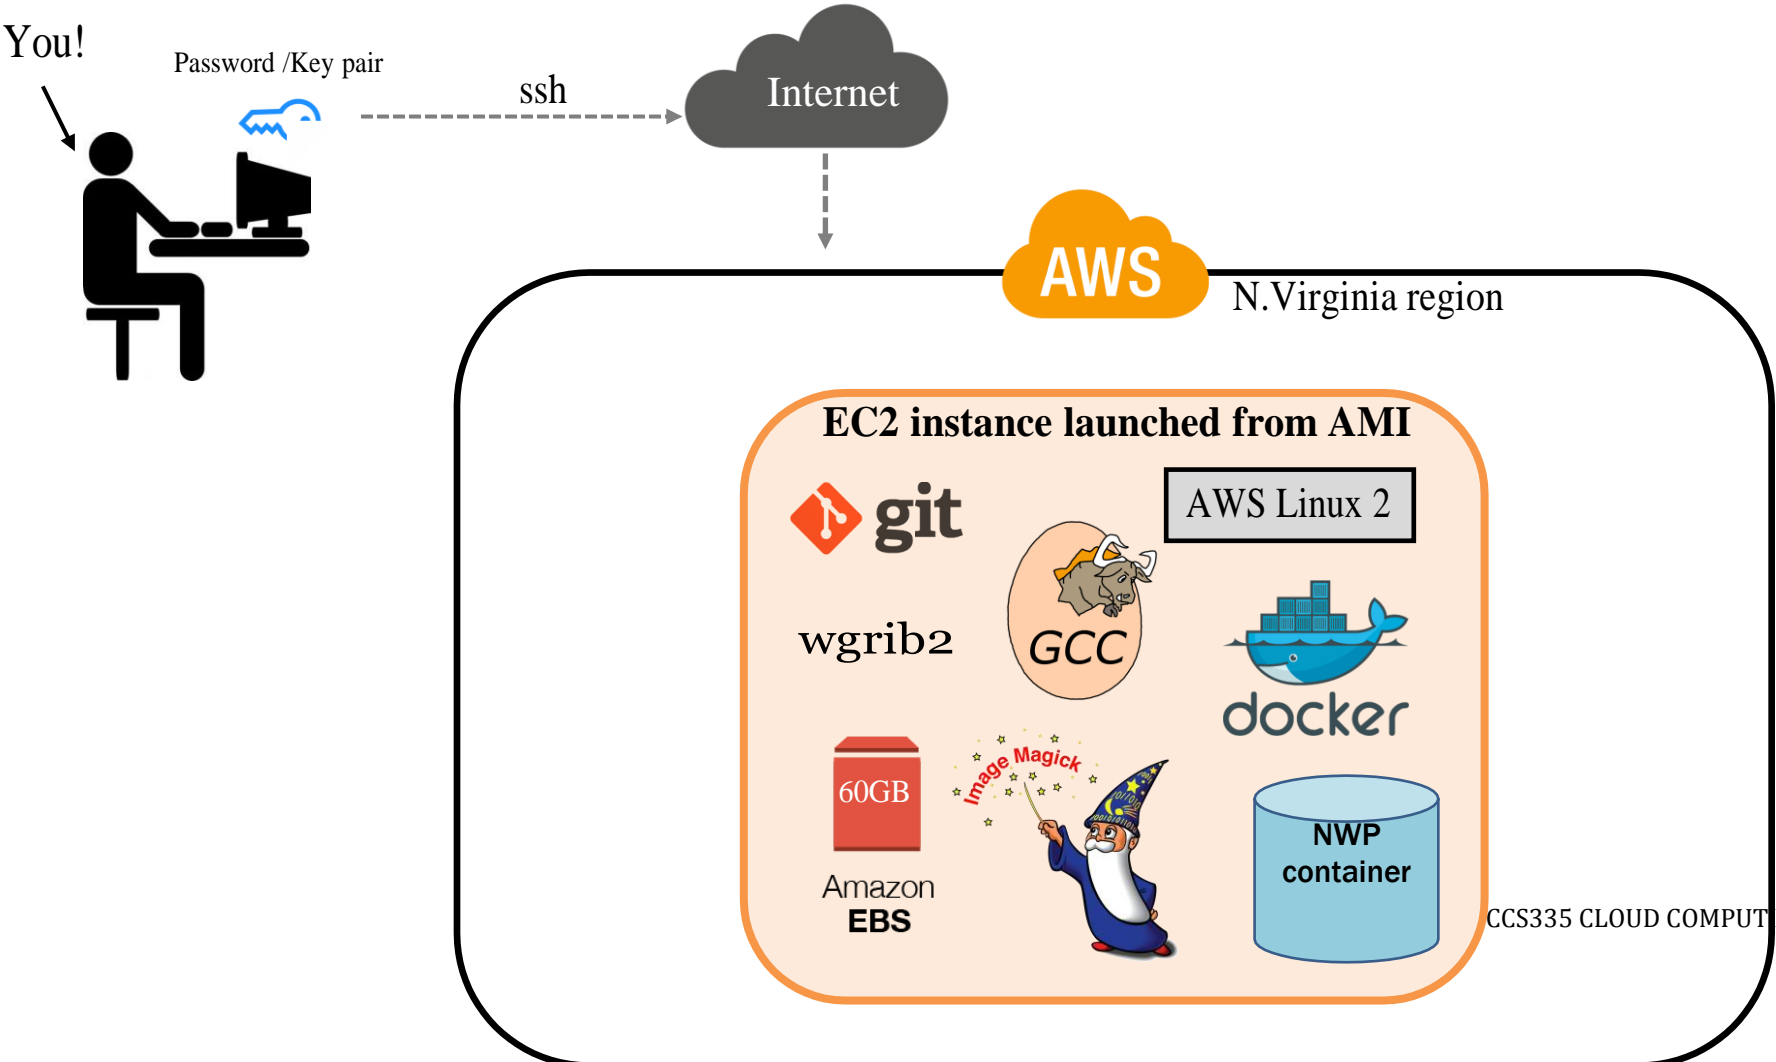 You!
Password /Key pair
ssh
Internet
AWS
N.Virginia region
EC2 instance launched from AMI
git
AWS Linux 2
GCC
wgrib2
docker
Image Magick
60GB
Amazon
EBS
NWP
container
CCS335 CLOUD COMPUT